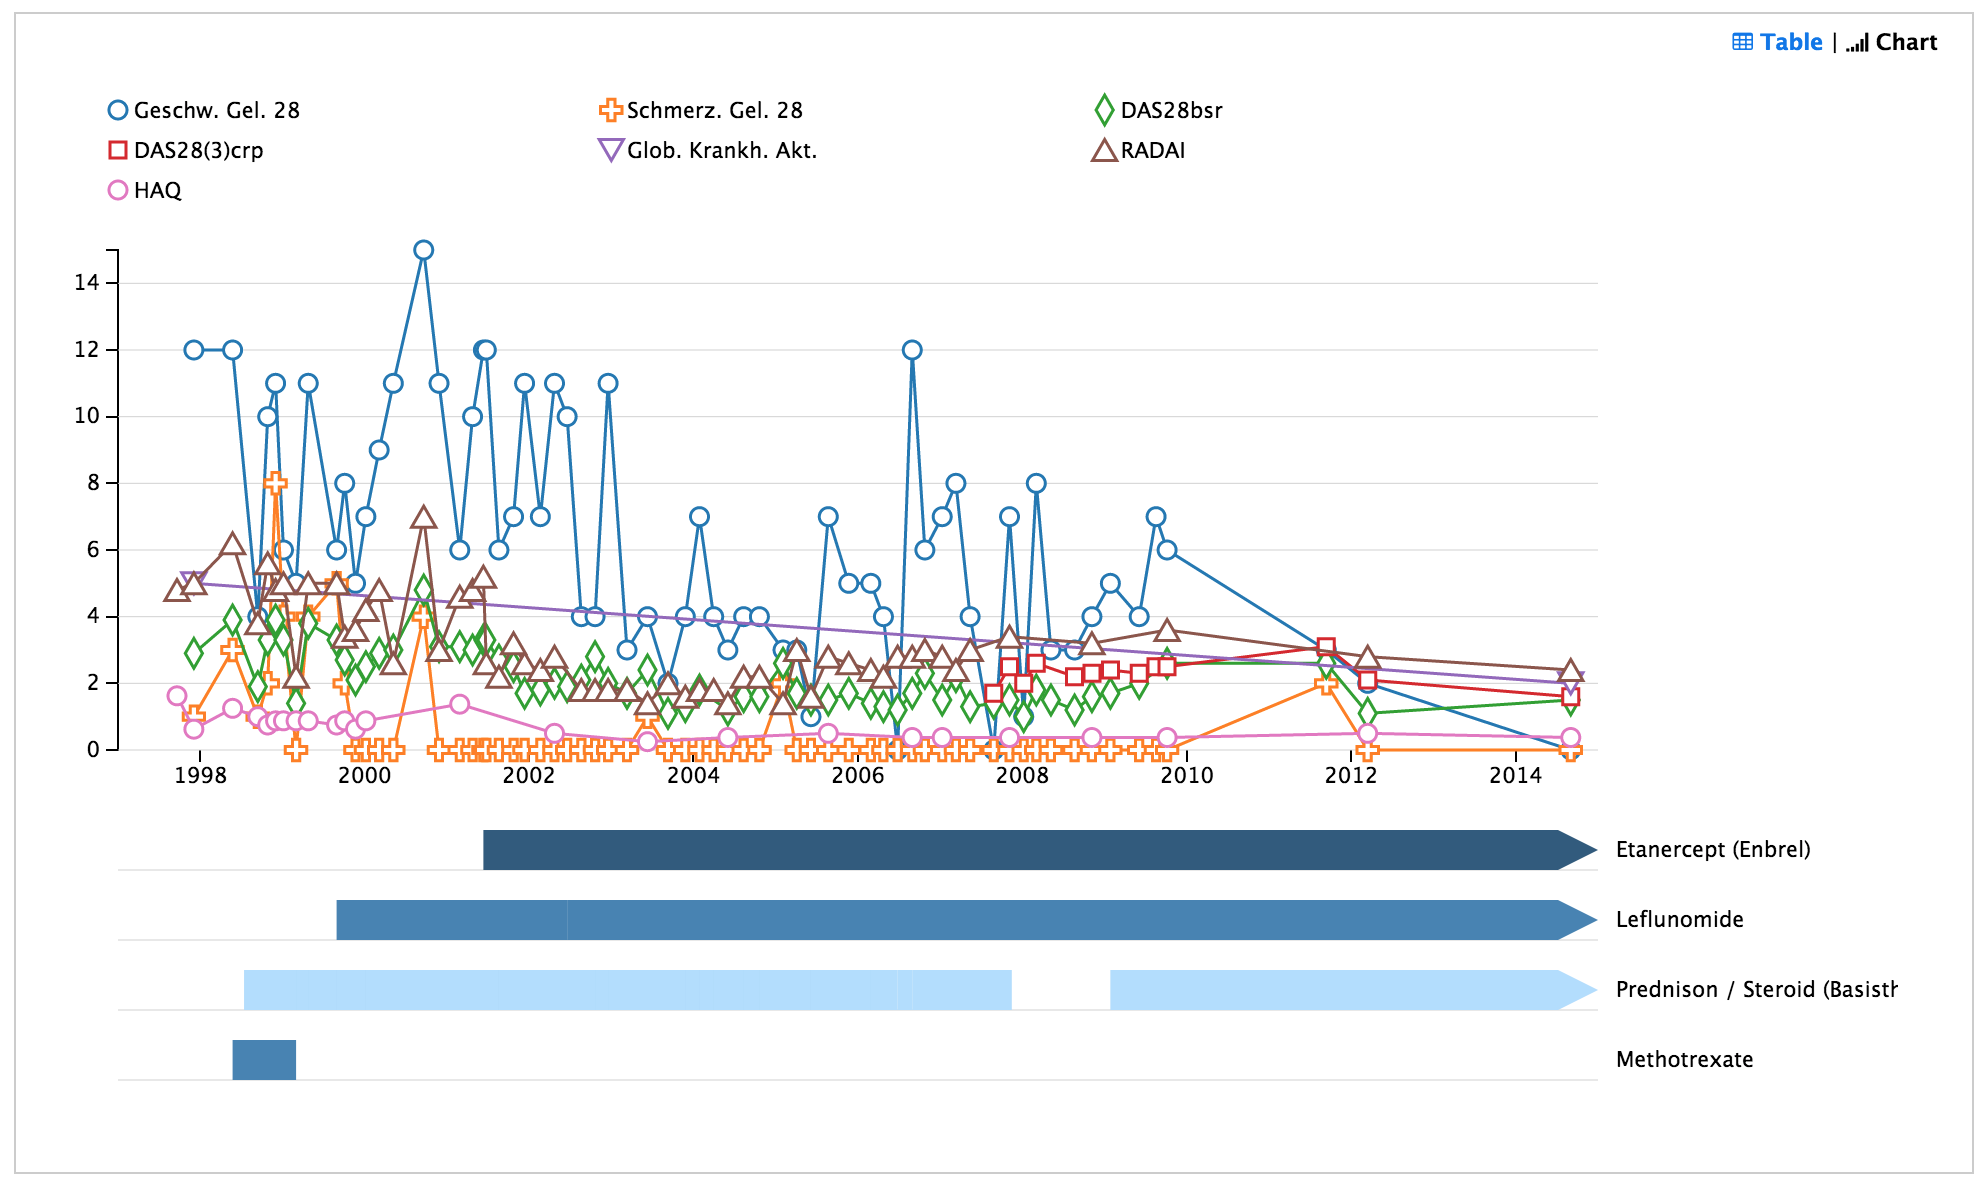 Table | Chart
Geschw. Gel. 28 Schmerz. Gel. 28 DAS28bsr
DAS28(3)crp Glob. Krankh. Akt. RADAI
HAQ
14
12
10
8
6
4
2
0
1998 2000 2002 2004 2006 2008 2010 2012 2014
Etanercept (Enbrel)
Leflunomide
Prednison / Steroid (Basisth
Methotrexate